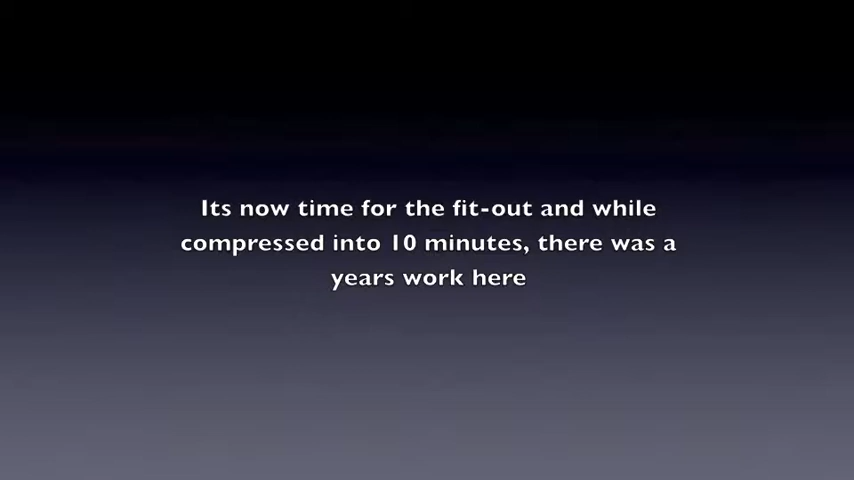 Its now time for the fit-out and while
compressed into 10 minutes, there was a
years work here